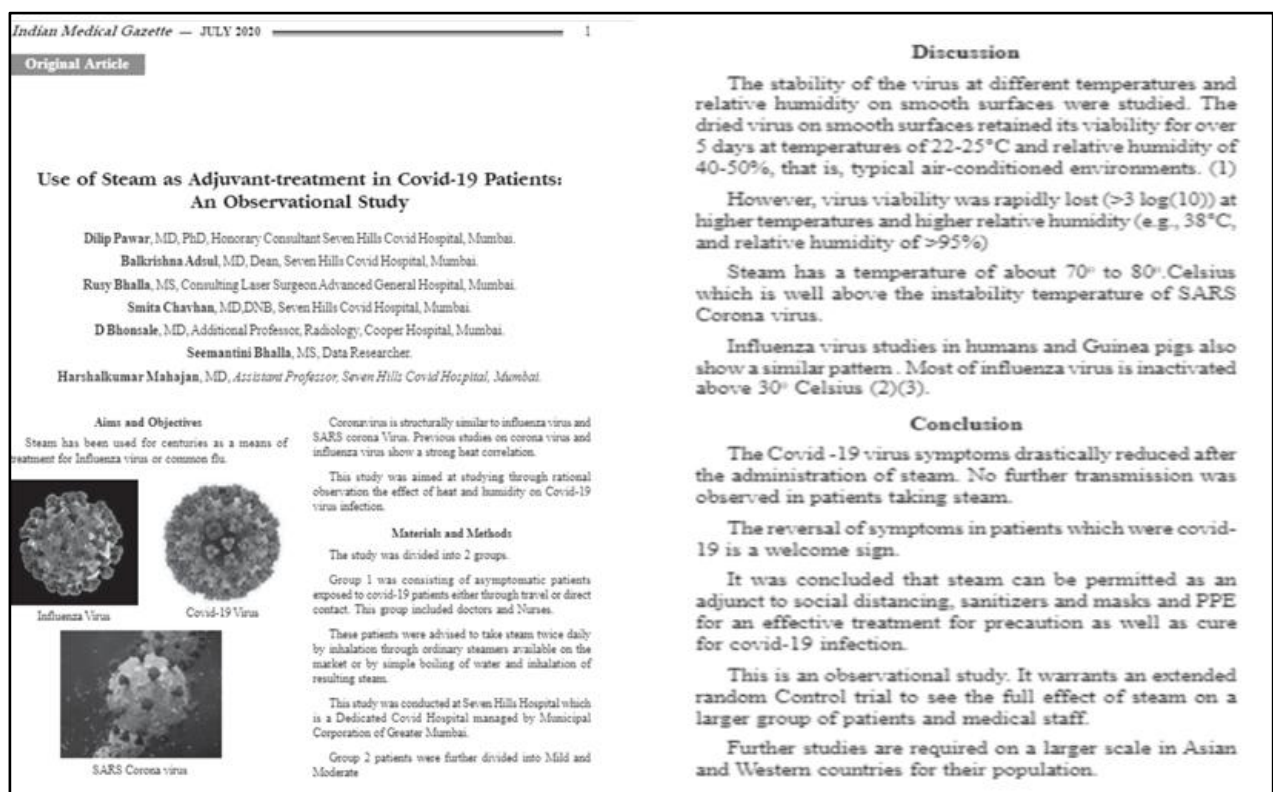 Indian Medical Gazette — JULY 2020 1
Original Article
Use of Steam as Adjuvant-treatment in Covid-19 Patients:
An Observational Study
Dilip Pawar, MD, PhD, Honorary Consultant Seven Hills Covid Hospital, Mumbai.
Balkrishna Adsul, MD, Dean, Seven Hills Covid Hospital, Mumbai.
Rusy Bhalla, MS, Consulting Laser Surgeon Advanced General Hospital, Mumbai.
Smita Chavhan, MD,DNB, Seven Hills Covid Hospital, Mumbai.
D Bhonsale, MD, Additional Professor, Radiology, Cooper Hospital, Mumbai.
Seemantini Bhalla, MS, Data Researcher.
Harshalkumar Mahajan, MD, Assistant Professor, Seven Hills Covid Hospital, Mumbai.
Aims and Objectives
Steam has been used for centuries as a means of
treatment for Influenza virus or common flu.
Influenza Virus
Covid-19 Virus
SARS Corona virus
Coronavirus is structurally similar to influenza virus and
SARS corona Virus. Previous studies on corona virus and
influenza virus show a strong heat correlation.
This study was aimed at studying through rational
observation the effect of heat and humidity on Covid-19
virus infection.
Materials and Methods
The study was divided into 2 groups.
Group 1 was consisting of asymptomatic patients
exposed to covid-19 patients either through travel or direct
contact. This group included doctors and Nurses.
These patients were advised to take steam twice daily
by inhalation through ordinary steamers available on the
market or by simple boiling of water and inhalation of
resulting steam.
This study was conducted at Seven Hills Hospital which
is a Dedicated Covid Hospital managed by Municipal
Corporation of Greater Mumbai.
Group 2 patients were further divided into Mild and
Moderate
Discussion
The stability of the virus at different temperatures and
relative humidity on smooth surfaces were studied. The
dried virus on smooth surfaces retained its viability for over
5 days at temperatures of 22-25°C and relative humidity of
40-50%, that is, typical air-conditioned environments. (1)
However, virus viability was rapidly lost (>3 log(10)) at
higher temperatures and higher relative humidity (e.g., 38°C,
and relative humidity of >95%)
Steam has a temperature of about 70° to 80°.Celsius
which is well above the instability temperature of SARS
Corona virus.
Influenza virus studies in humans and Guinea pigs also
show a similar pattern . Most of influenza virus is inactivated
above 30° Celsius (2)(3).
Conclusion
The Covid -19 virus symptoms drastically reduced after
the administration of steam. No further transmission was
observed in patients taking steam.
The reversal of symptoms in patients which were covid-
19 is a welcome sign.
It was concluded that steam can be permitted as an
adjunct to social distancing, sanitizers and masks and PPE
for an effective treatment for precaution as well as cure
for covid-19 infection.
This is an observational study. It warrants an extended
random Control trial to see the full effect of steam on a
larger group of patients and medical staff.
Further studies are required on a larger scale in Asian
and Western countries for their population.